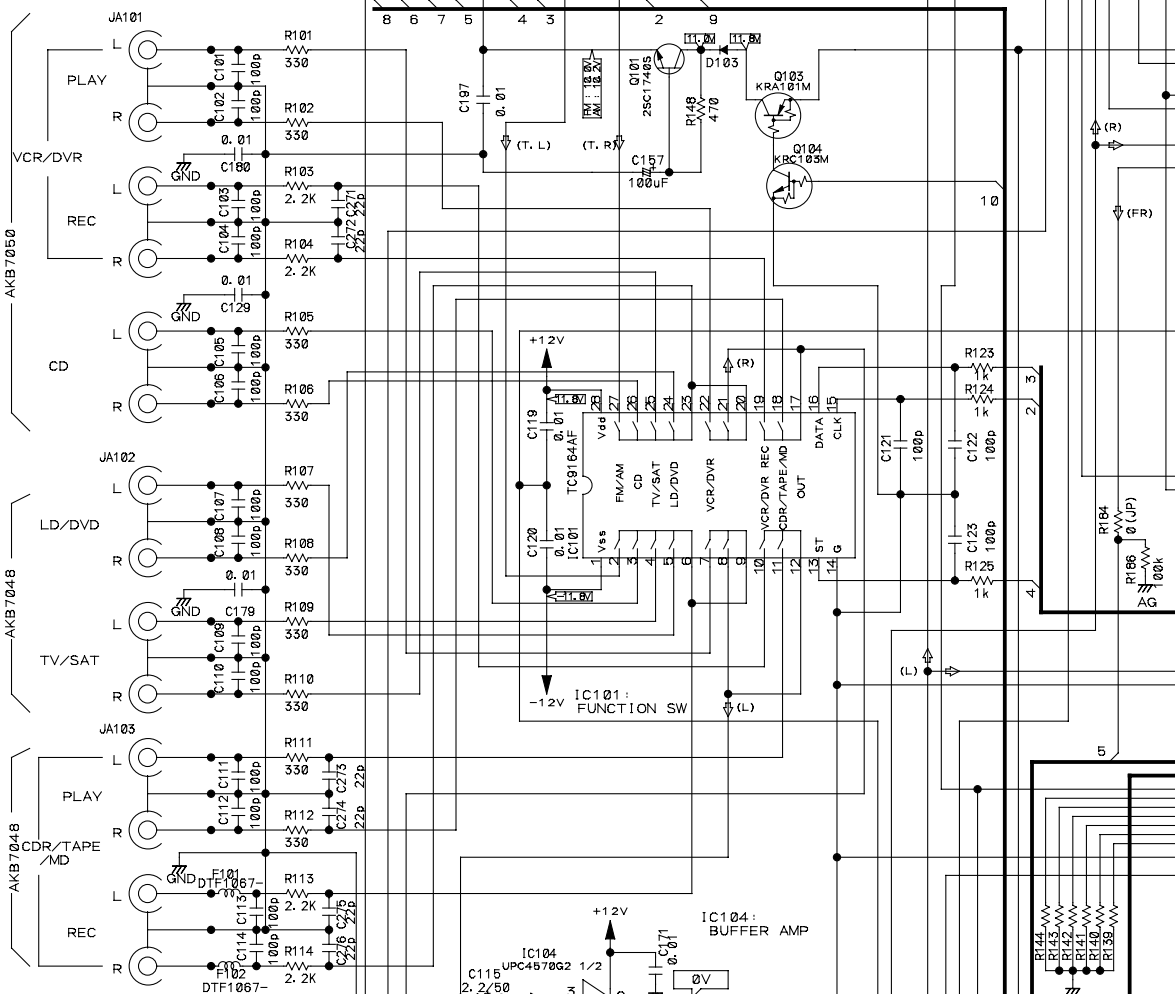 JA101
L
R101
330
C101
100p
PLAY
C102
100p
R
R102
330
0.01
C180
GND
VCR/DVR
L
R103
2.2K
C103
100p
C271
22p
REC
C104
100p
C272
22p
R
R104
2.2K
AKB7050
0.01
C129
GND
L
R105
330
C105
100p
CD
C106
100p
R
R106
330
JA102
L
R107
330
C107
100p
LD/DVD
C108
100p
R
R108
330
0.01
C179
GND
AKB7048
L
R109
330
C109
100p
TV/SAT
C110
100p
R
R110
330
JA103
L
R111
330
C111
100p
C273
22p
PLAY
C112
100p
C274
22p
R
R112
330
AKB7048
CDR/TAPE
/MD
GND
F101
DTF1067-
L
R113
2.2K
C113
100p
C275
22p
REC
C114
100p
C276
22p
R
R114
2.2K
F102
DTF1067-
8 6 7 5 4 3 2 9
C197
0.01
FM : 10.0V
AM : 10.2V
Q101
2SC1740S
11.0V
11.8V
D103
R148
470
(T.L)
(T.R)
C157
100uF
+
Q103
KRA101M
Q104
KRC103M
10
(R)
(FR)
+12V
11.8V
C119
0.01
C120
0.01
-11.8V
-12V
TC9164AF
IC101
28 27 26 25 24 23 22 21 20 19 18 17 16 15
Vdd
DATA
CLK
FM/AM
CD
TV/SAT
LD/DVD
VCR/DVR
VCR/DVR REC
CDR/TAPE/MD
OUT
Vss
ST
G
1 2 3 4 5 6 7 8 9 10 11 12 13 14
(R)
(L)
IC101:
FUNCTION SW
R123
1k
3
R124
1k
2
C121
100p
C122
100p
C123
100p
R125
1k
4
(L)
R184
0(JP)
R186
100k
AG
5
R144
R143
R142
R141
R140
R139
+12V
IC104:
BUFFER AMP
IC104
UPC4570G2 1/2
C171
0.01
C115
2.2/50
3
0V